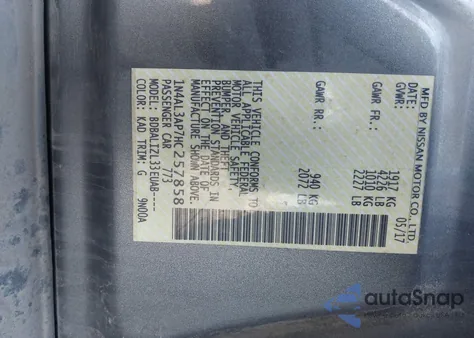 MFD BY NISSAN MOTOR CO.,LTD.
DATE: 05/17
GVWR: 1917 KG
4226 LB
GAWR FR: 1010 KG
2227 LB
GAWR RR: 940 KG
2072 LB
THIS VEHICLE CONFORMS TO
ALL APPLICABLE FEDERAL
MOTOR VEHICLE SAFETY,
BUMPER, AND THEFT
PREVENTION STANDARDS IN
EFFECT ON THE DATE OF
MANUFACTURE SHOWN ABOVE.
1N4AL3AP7HC257858
PASSENGER CAR 773
COLOR: KAD TRIM: G 9N00A
autoSnap